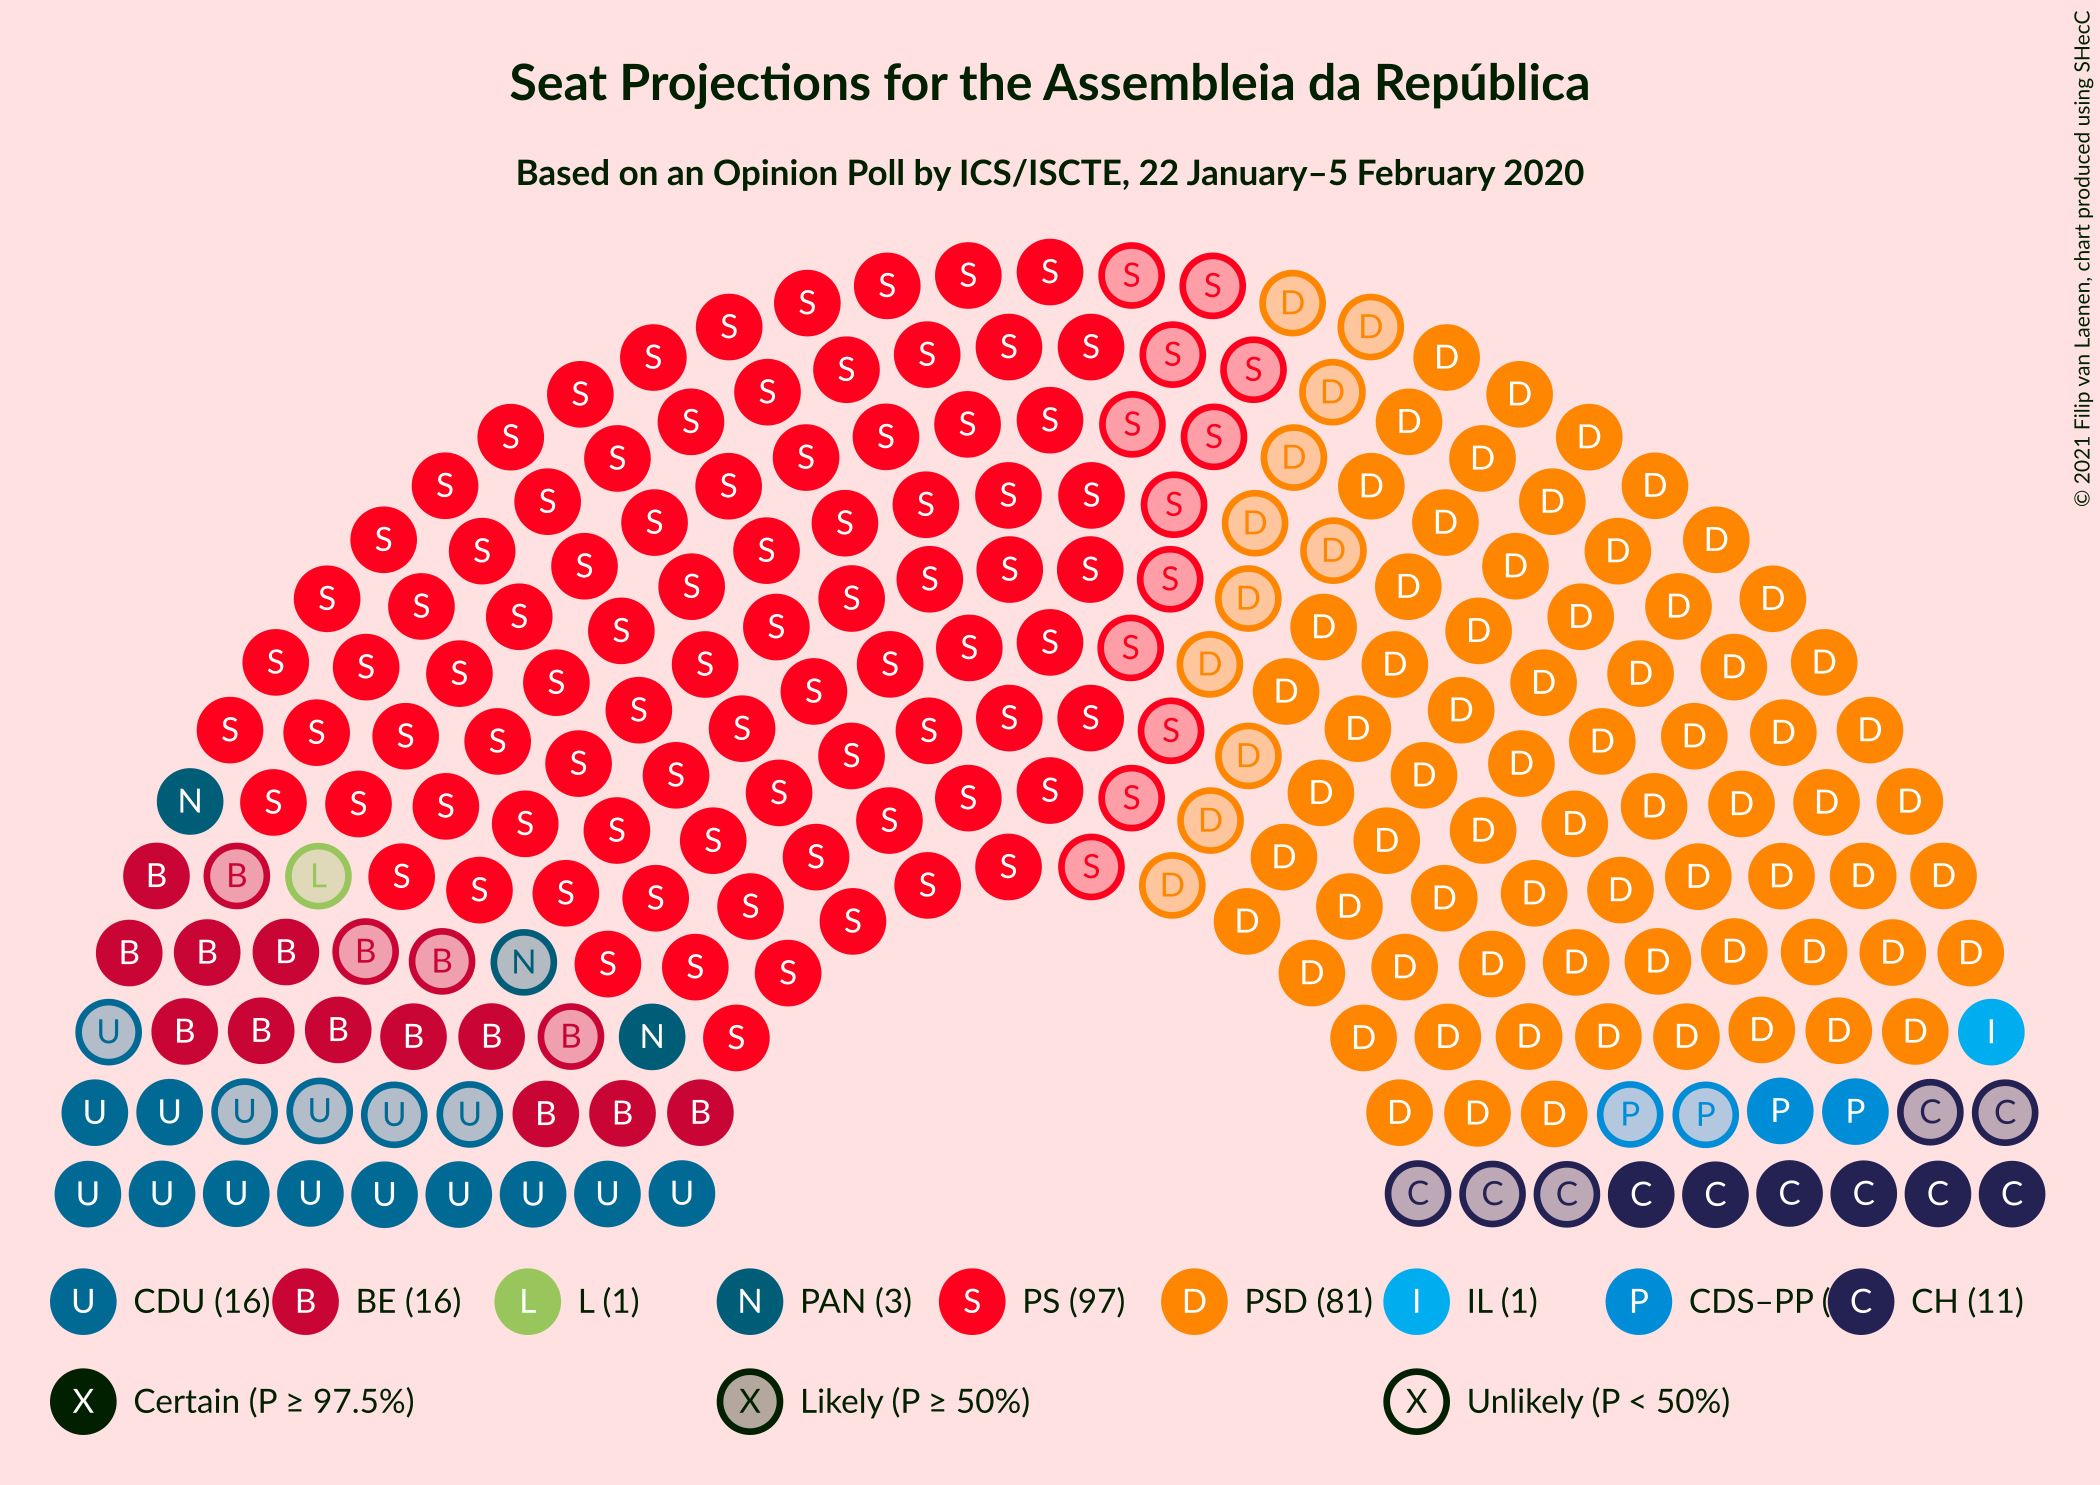 Seat Projections for the Assembleia da República
Based on an Opinion Poll by ICS/ISCTE, 22 January–5 February 2020
© 2021 Filip van Laenen, chart produced using SHecC
U CDU (16) B BE (16) L L (1) N PAN (3) S PS (97) D PSD (81) I IL (1) P CDS–PP ( C CH (11)
X Certain (P ≥ 97.5%) X Likely (P ≥ 50%) X Unlikely (P < 50%)